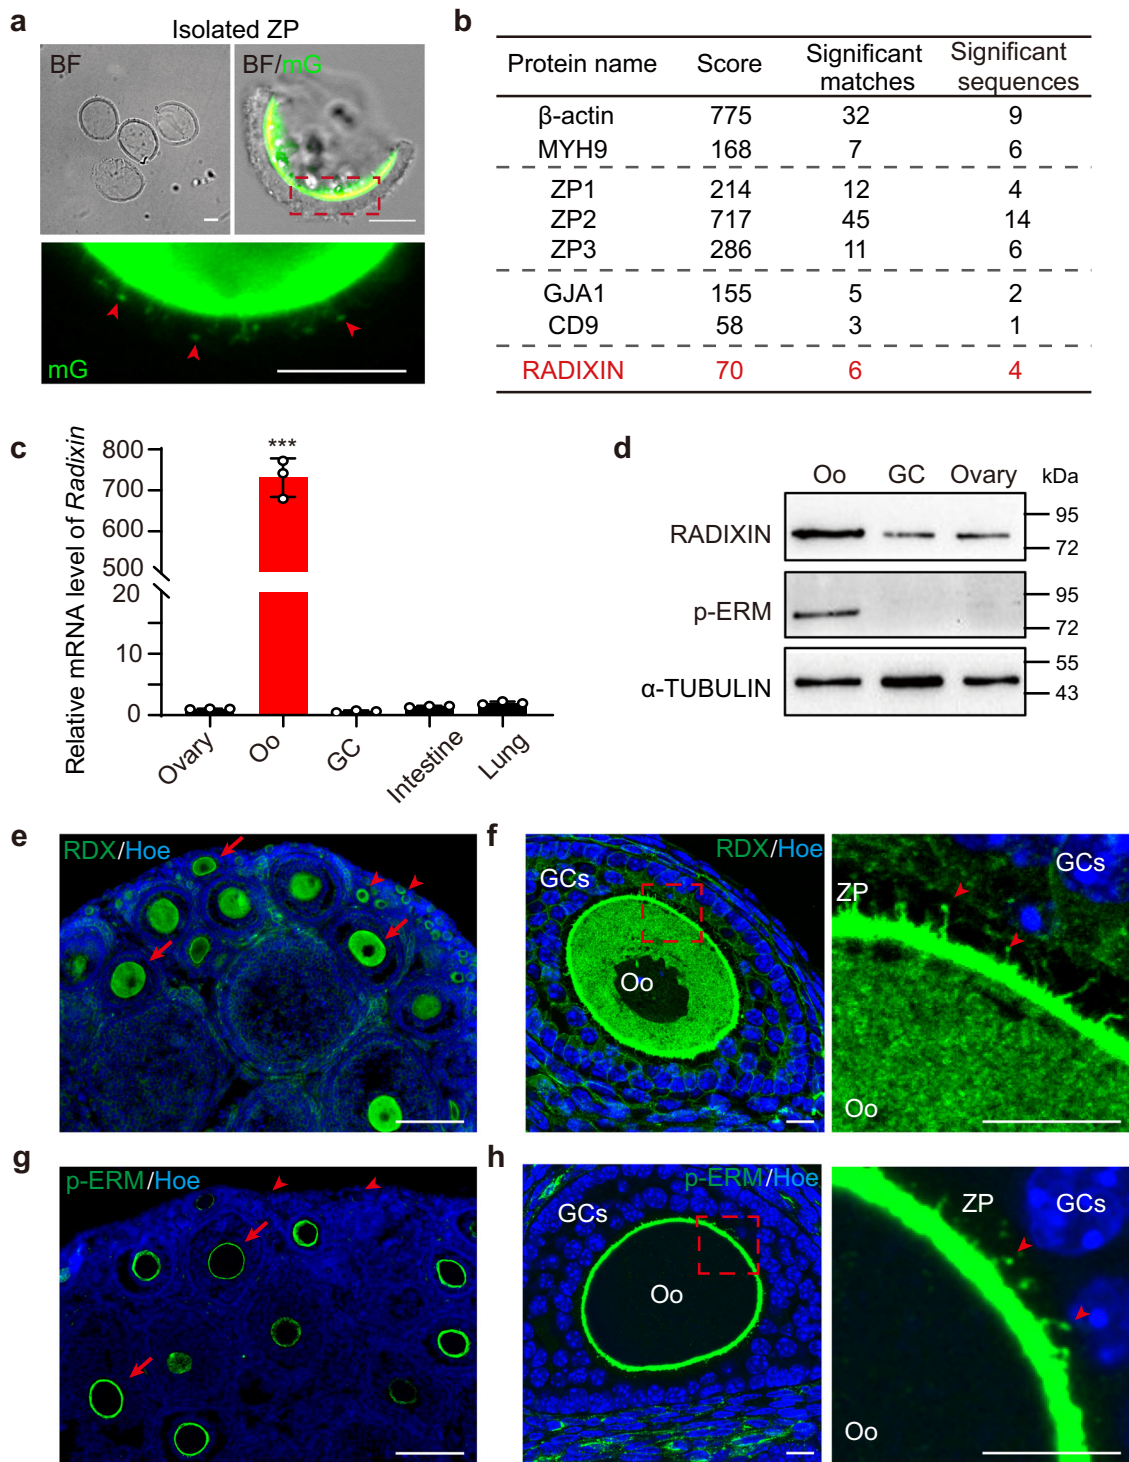 a
Isolated ZP
BF
BF/mG
mG
b
Protein name Score Significant matches Significant sequences
β-actin 775 32 9
MYH9 168 7 6
ZP1 214 12 4
ZP2 717 45 14
ZP3 286 11 6
GJA1 155 5 2
CD9 58 3 1
RADIXIN 70 6 4
c
Relative mRNA level of Radixin
800
700
600
500
20
10
0
***
Ovary
Oo
GC
Intestine
Lung
d
Oo GC Ovary kDa
RADIXIN
95
72
p-ERM
95
72
α-TUBULIN
55
43
e
RDX/Hoe
f
RDX/Hoe
GCs
Oo
GCs
ZP
Oo
g
p-ERM/Hoe
h
p-ERM/Hoe
GCs
Oo
ZP
GCs
Oo